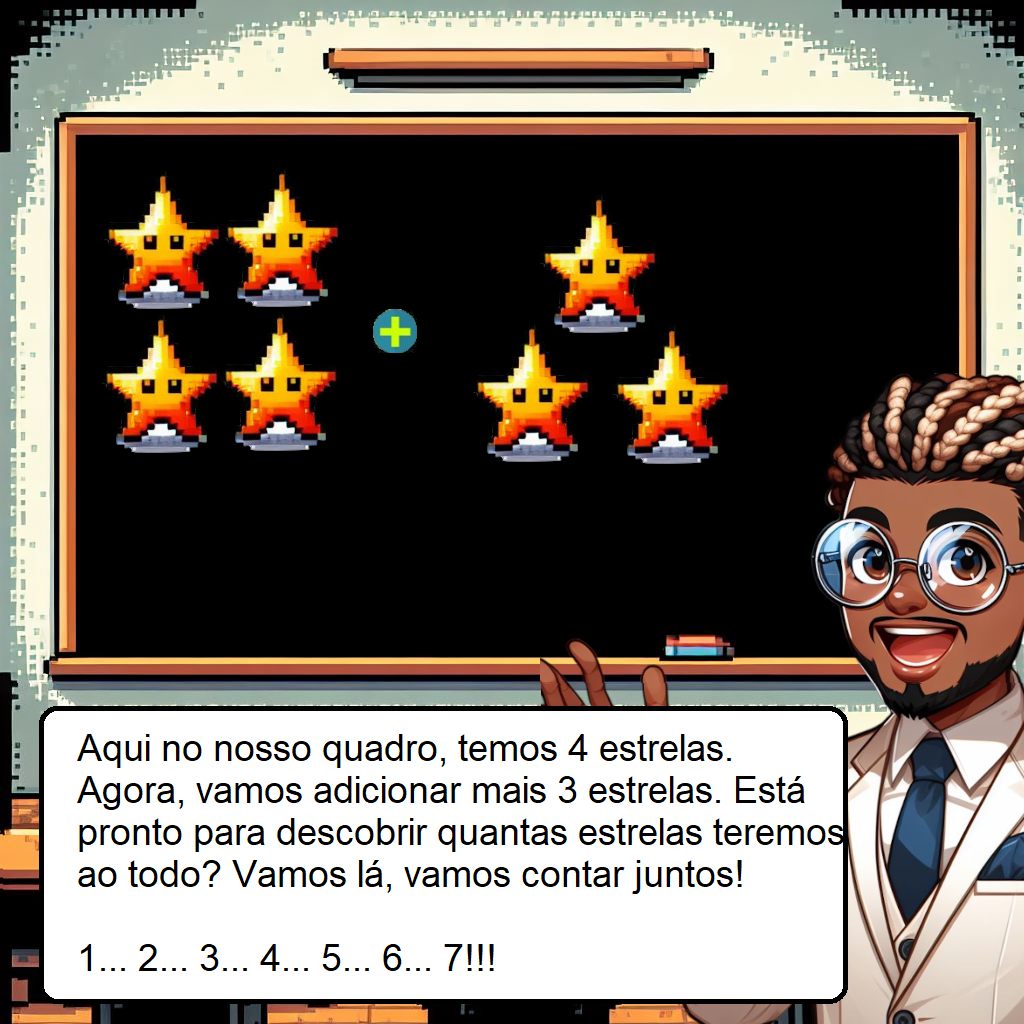 +
Aqui no nosso quadro, temos 4 estrelas.
Agora, vamos adicionar mais 3 estrelas. Está
pronto para descobrir quantas estrelas teremos
ao todo? Vamos lá, vamos contar juntos!
1... 2... 3... 4... 5... 6... 7!!!